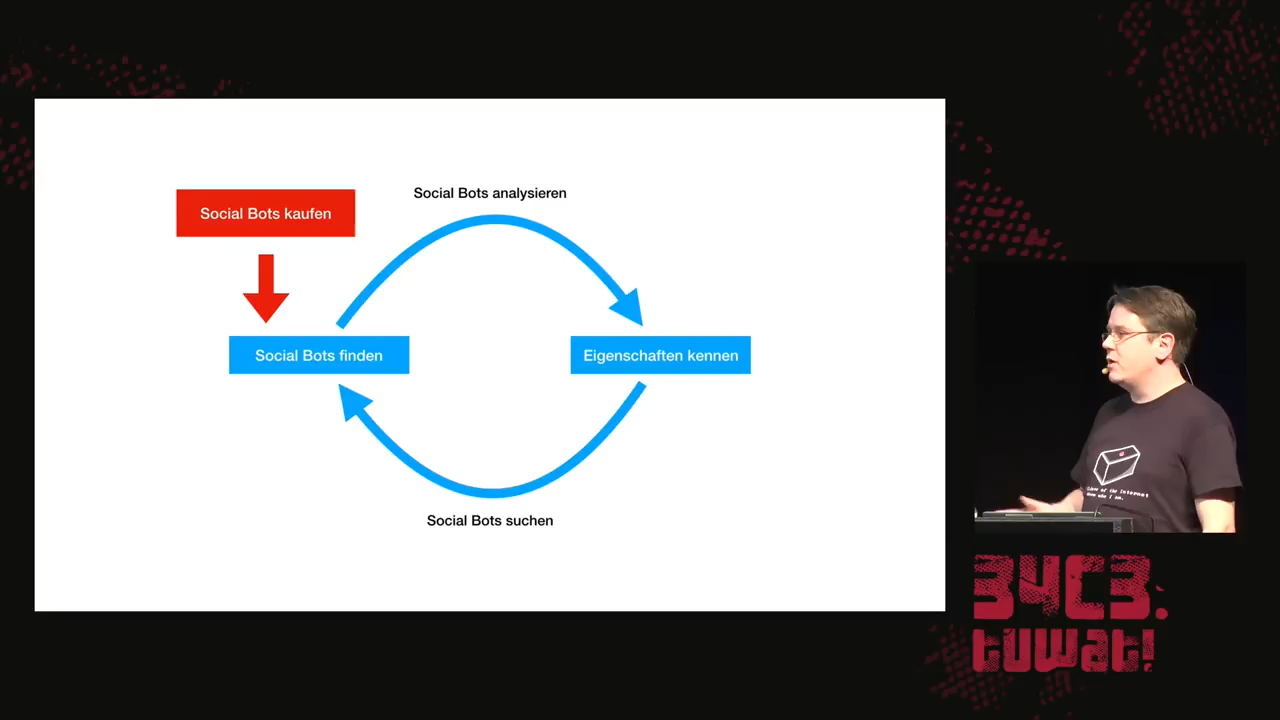 Social Bots analysieren
Social Bots kaufen
Social Bots finden
Eigenschaften kennen
Social Bots suchen
34C3.
tuwat!